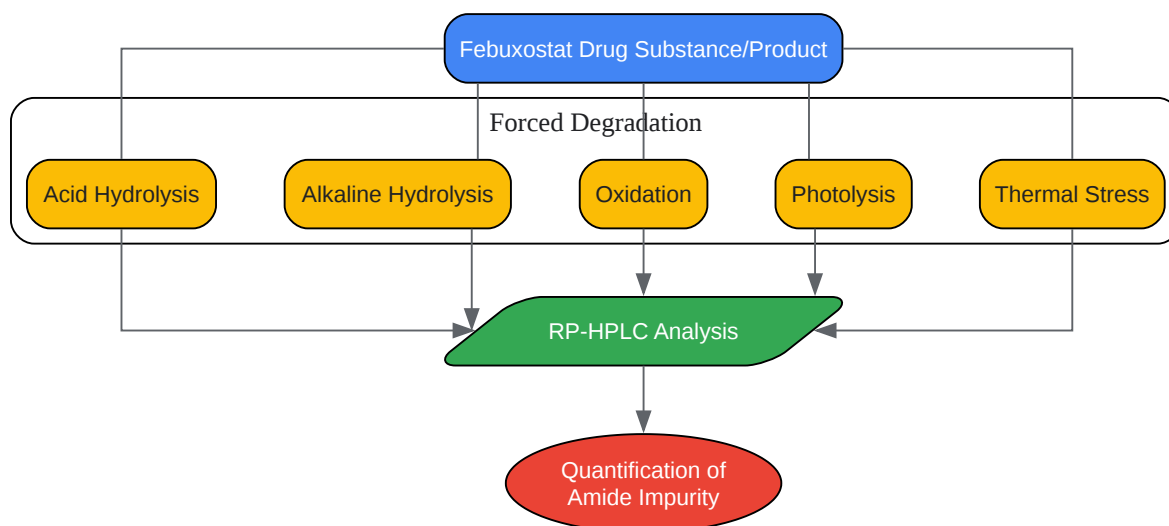 Febuxostat Drug Substance/Product
Forced Degradation
Acid Hydrolysis
Alkaline Hydrolysis
Oxidation
Photolysis
Thermal Stress
RP-HPLC Analysis
Quantification of
Amide Impurity